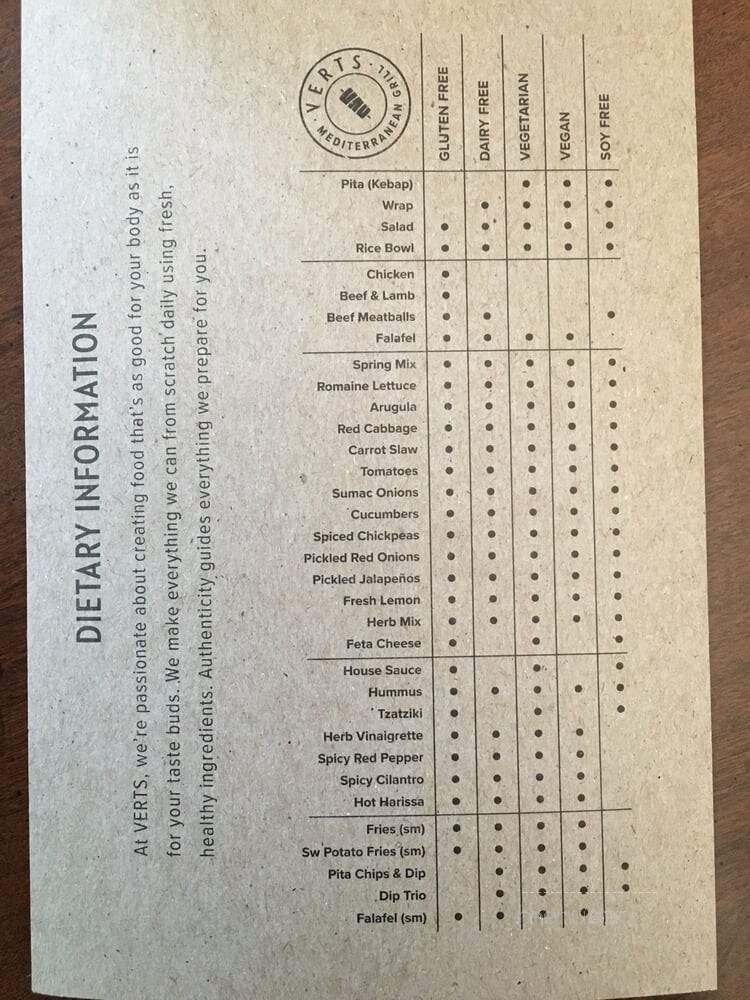 DIETARY INFORMATION
At VERTS, we're passionate about creating food that's as good for your body as it is
for your taste buds. We make everything we can from scratch daily using fresh,
healthy ingredients. Authenticity guides everything we prepare for you.
VERTS
MEDITERRANEAN GRILL
GLUTEN FREE
DAIRY FREE
VEGETARIAN
VEGAN
SOY FREE
Pita (Kebap)
Wrap
Salad
Rice Bowl
Chicken
Beef & Lamb
Beef Meatballs
Falafel
Spring Mix
Romaine Lettuce
Arugula
Red Cabbage
Carrot Slaw
Tomatoes
Sumac Onions
Cucumbers
Spiced Chickpeas
Pickled Red Onions
Pickled Jalapeños
Fresh Lemon
Herb Mix
Feta Cheese
House Sauce
Hummus
Tzatziki
Herb Vinaigrette
Spicy Red Pepper
Spicy Cilantro
Hot Harissa
Fries (sm)
Sw Potato Fries (sm)
Pita Chips & Dip
Dip Trio
Falafel (sm)